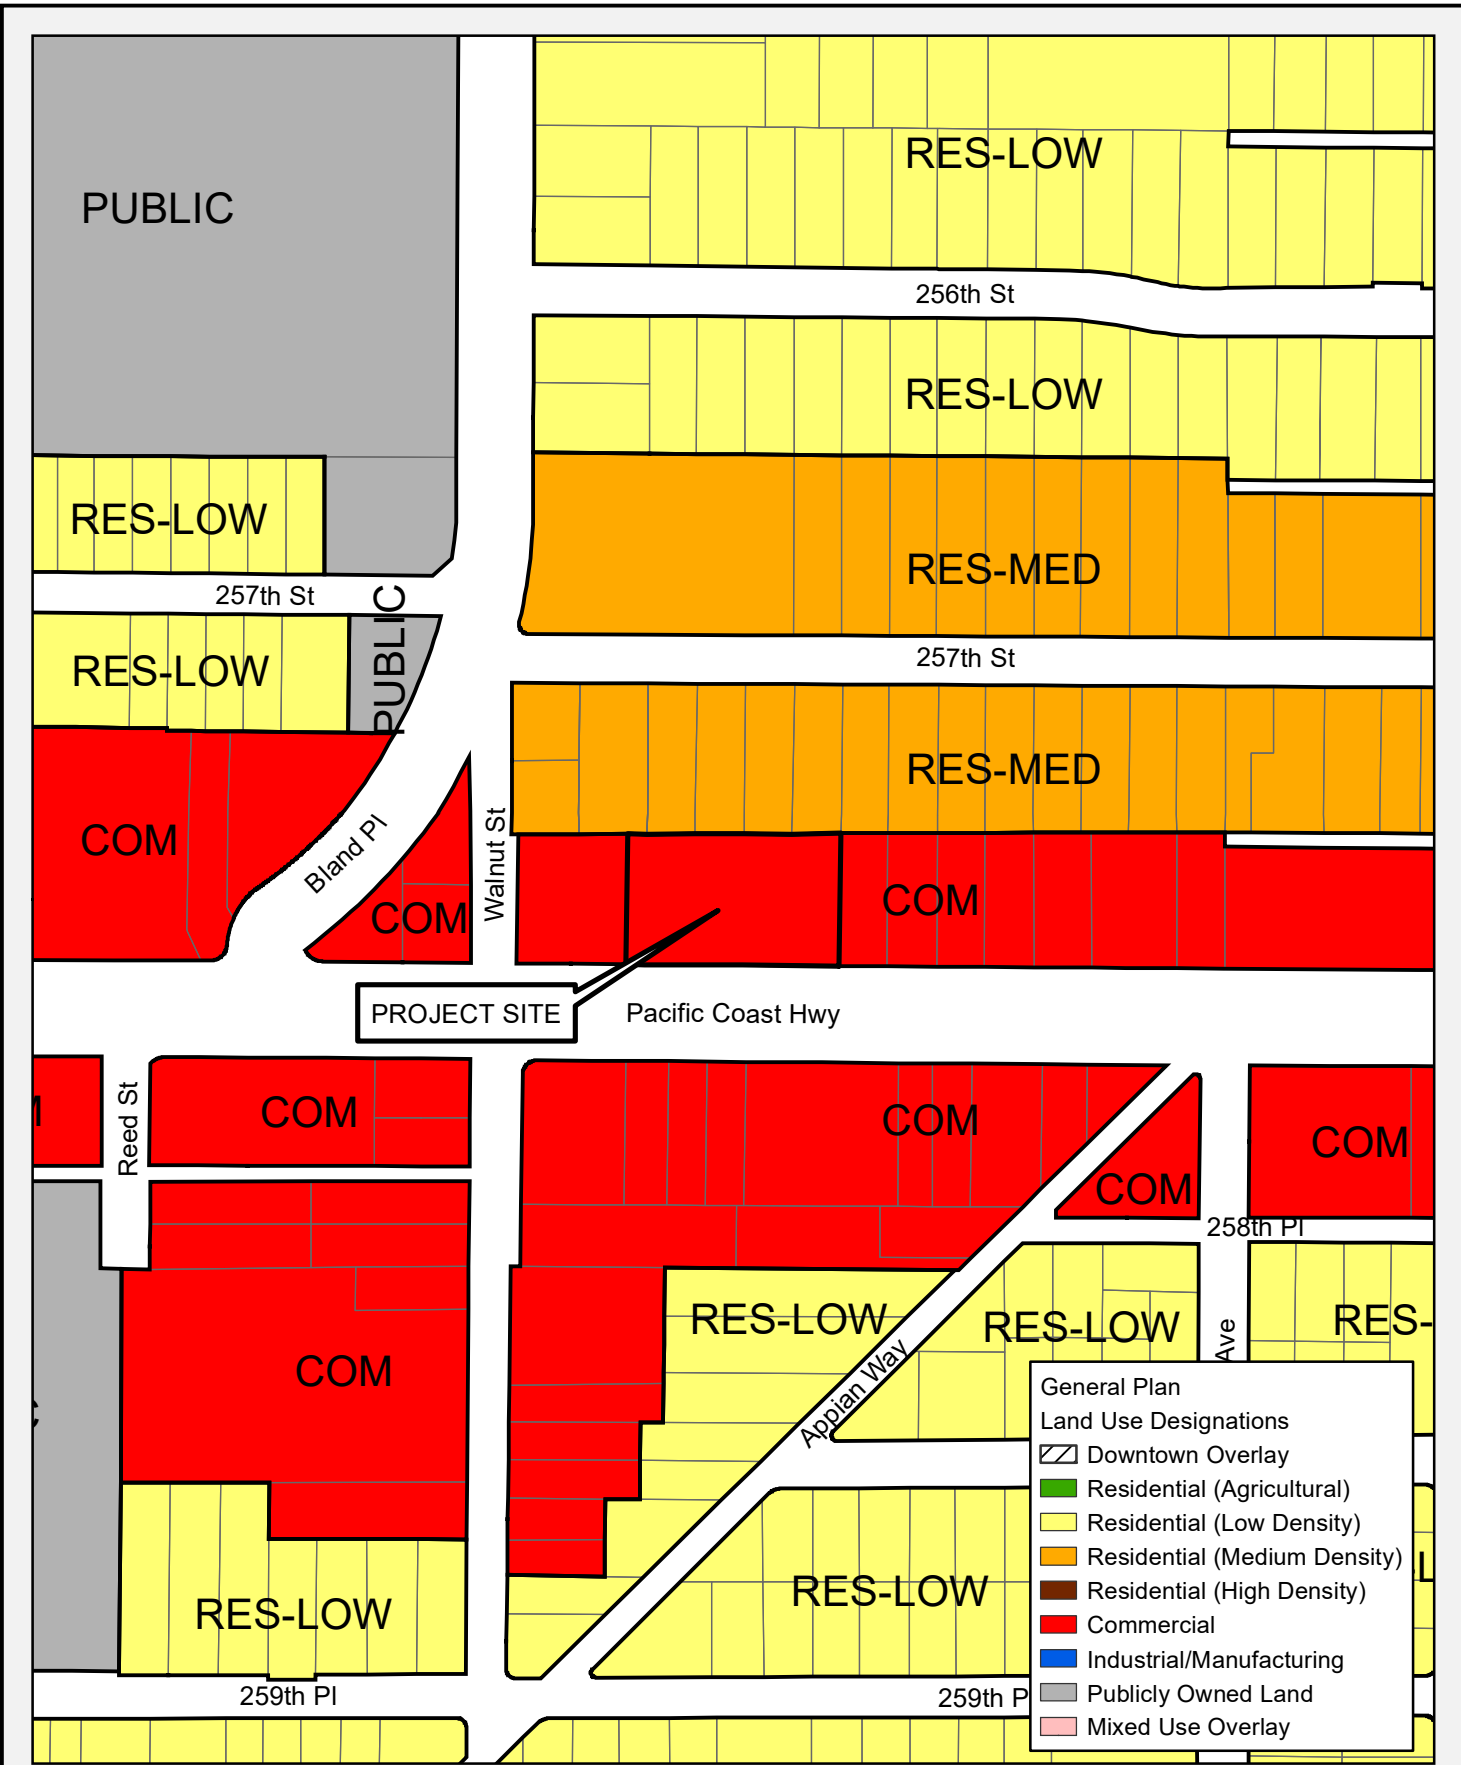 RES-LOW
PUBLIC
256th St
RES-LOW
RES-LOW
RES-MED
257th St
PUBLIC
257th St
RES-LOW
RES-MED
COM
Bland Pl
Walnut St
COM
COM
PROJECT SITE
Pacific Coast Hwy
Reed St
COM
COM
COM
COM
258th Pl
RES-LOW
RES-LOW
RES-
Ave
COM
Appian Way
General Plan
Land Use Designations
Downtown Overlay
Residential (Agricultural)
Residential (Low Density)
Residential (Medium Density)
Residential (High Density)
Commercial
Industrial/Manufacturing
Publicly Owned Land
Mixed Use Overlay
RES-LOW
RES-LOW
259th Pl
259th P